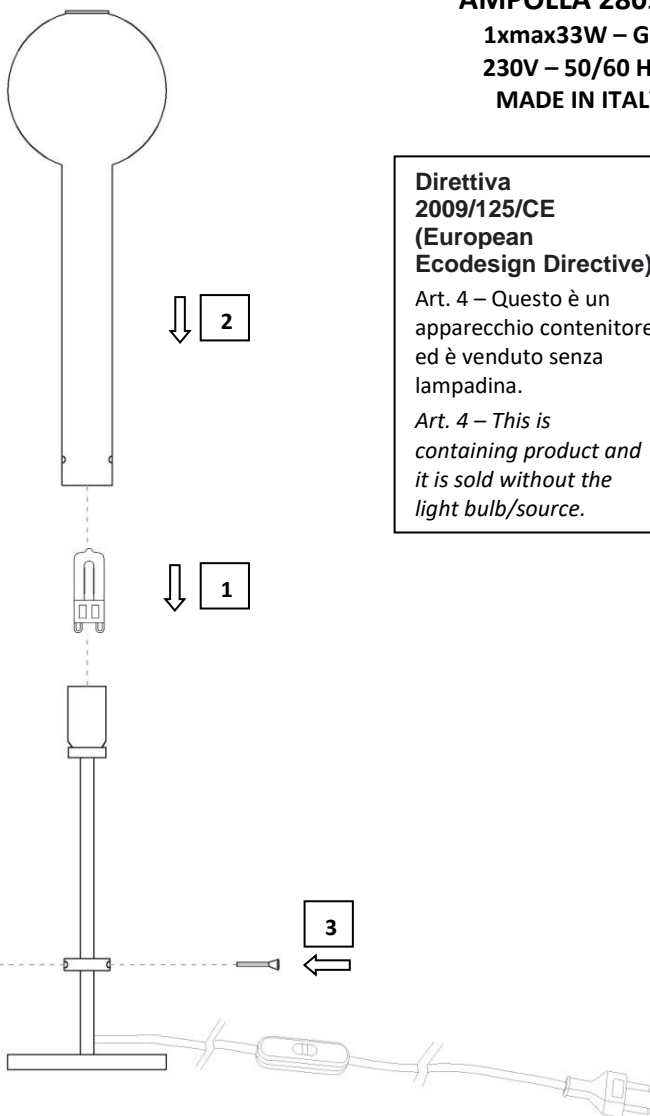 AMPOLLA
1xmax33W –
230V – 50/60
MADE IN
Direttiva
2009/125/CE
(European
Ecodesign Directive)
Art. 4 – Questo è un
apparecchio contenitore
ed è venduto senza
lampadina.
Art. 4 – This is
containing product and
it is sold without the
light bulb/source.
2
1
3